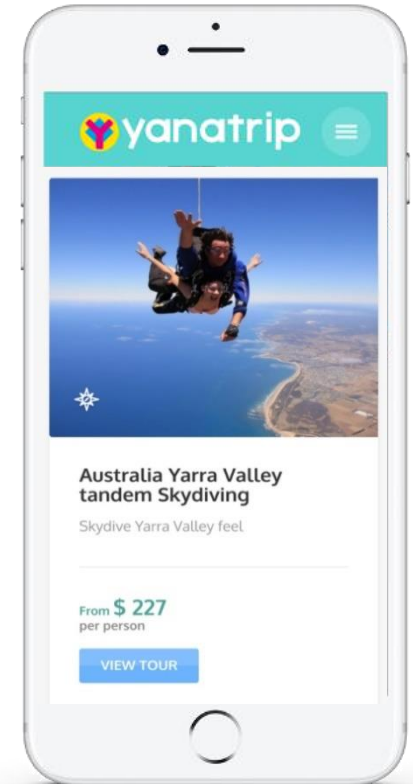 yanatrip
Australia Yarra Valley
tandem Skydiving
Skydive Yarra Valley feel
From $ 227
per person
VIEW TOUR